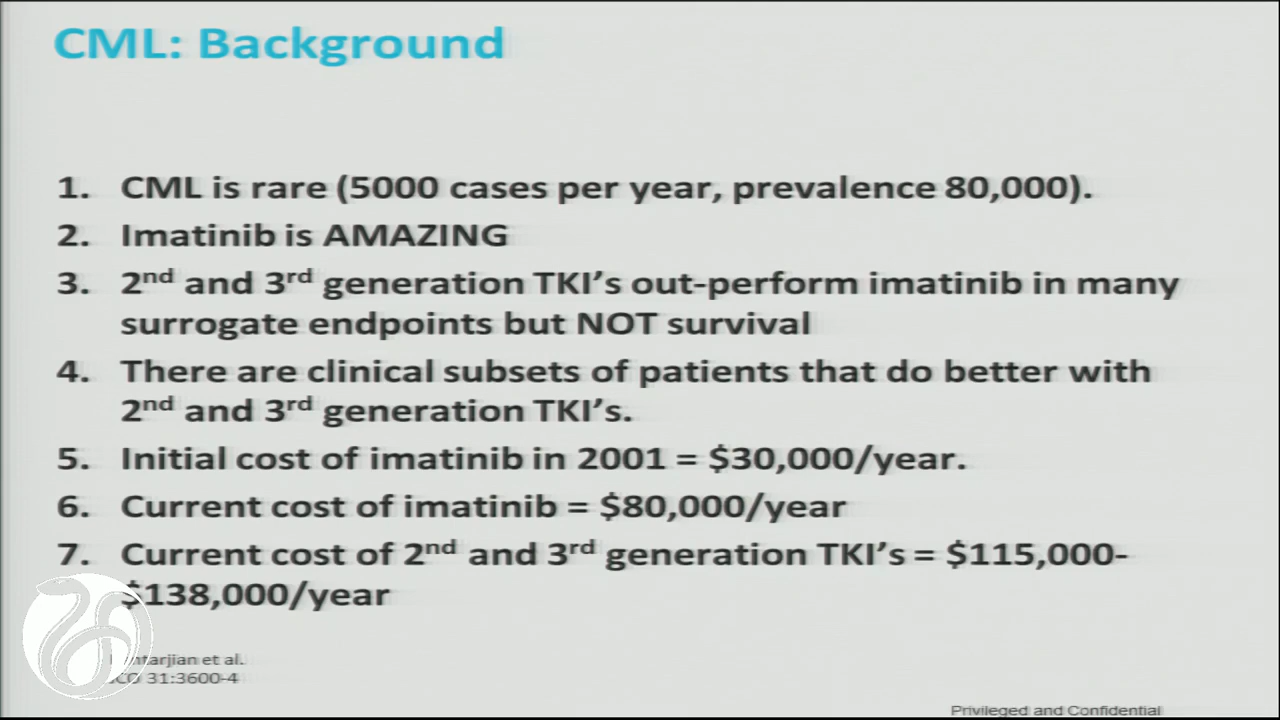 CML: Background
1. CML is rare (5000 cases per year, prevalence 80,000).
2. Imatinib is AMAZING
3. 2nd and 3rd generation TKI's out-perform imatinib in many
surrogate endpoints but NOT survival
4. There are clinical subsets of patients that do better with
2nd and 3rd generation TKI's.
5. Initial cost of imatinib in 2001 = $30,000/year.
6. Current cost of imatinib = $80,000/year
7. Current cost of 2nd and 3rd generation TKI's = $115,000-
$138,000/year
et al.
31:3600-4
Privileged and Confidential